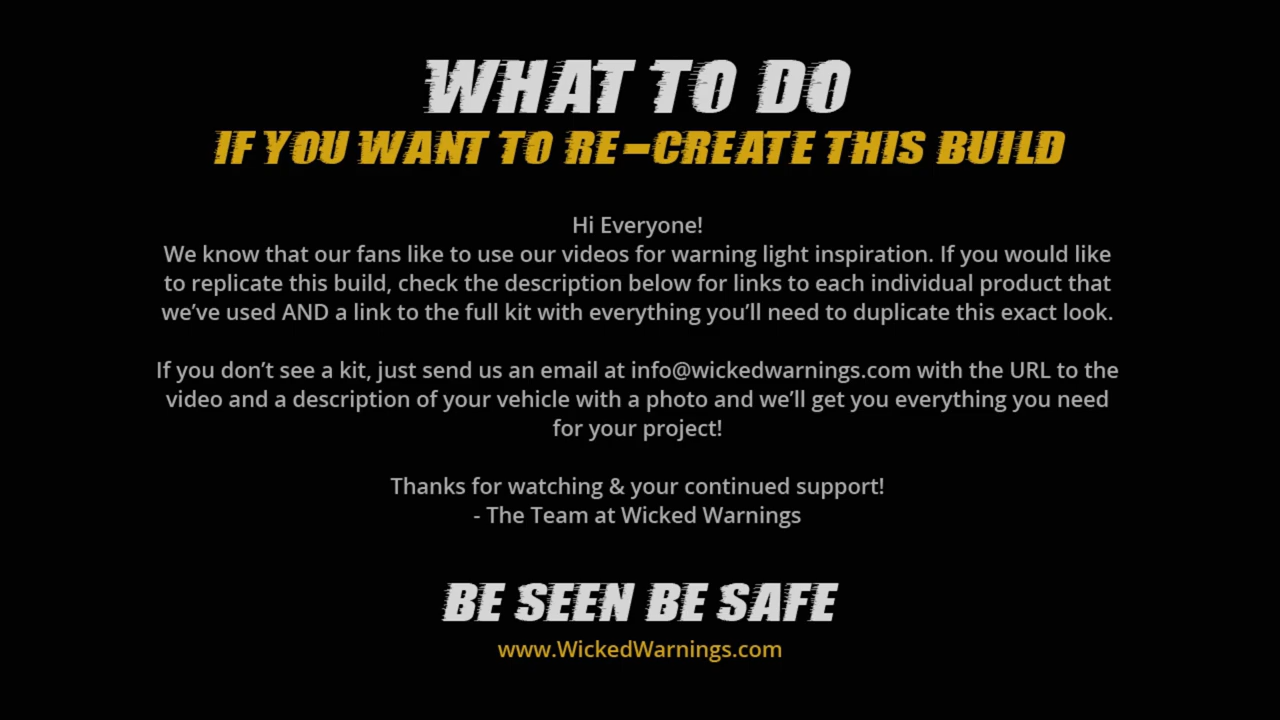 WHAT TO DO
IF YOU WANT TO RE-CREATE THIS BUILD
Hi Everyone!
We know that our fans like to use our videos for warning light inspiration. If you would like
to replicate this build, check the description below for links to each individual product that
we’ve used AND a link to the full kit with everything you’ll need to duplicate this exact look.
If you don’t see a kit, just send us an email at info@wickedwarnings.com with the URL to the
video and a description of your vehicle with a photo and we’ll get you everything you need
for your project!
Thanks for watching & your continued support!
- The Team at Wicked Warnings
BE SEEN BE SAFE
www.WickedWarnings.com